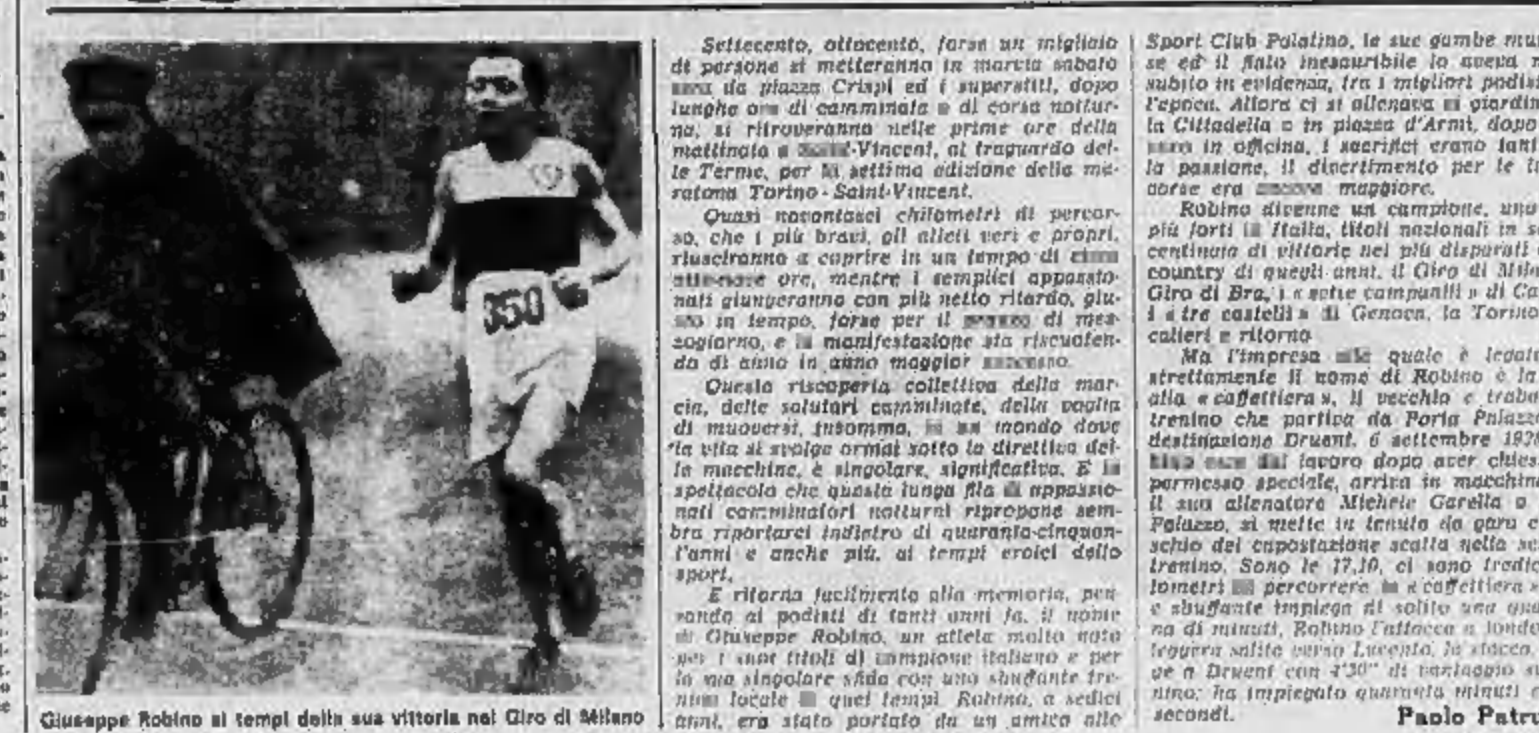 350
Giuseppe Robino ai tempi della sua vittoria nel Giro di Milano
Settecento, ottocento, forse un migliaio
di persone si metteranno in marcia sabato
da piazza Crispi ed i superstiti, dopo
lunghe ore di camminata e di corsa nottur-
na, si ritroveranno nelle prime ore della
mattinata a -Vincent, al traguardo del-
le Terme, per la settima edizione della ma-
ratona Torino - Saint-Vincent.
Quasi novantasei chilometri di percor-
so, che i più bravi, gli atleti veri e propri,
riusciranno a coprire in un tempo di
ore, mentre i semplici appassio-
nati giungeranno con più netto ritardo, giu-
sto in tempo, forse per il di mez-
zogiorno, e la manifestazione sta riscuoten-
do di anno in anno maggior
Questa riscoperta collettiva della mar-
cia, delle salutari camminate, della voglia
di muoversi, insomma, in un mondo dove
la vita si svolge ormai sotto la direttiva del-
le macchine, è singolare, significativa. E lo
spettacolo che questa lunga fila di appassio-
nati camminatori notturni ripropone sem-
bra riportarci indietro di quaranta-cinquan-
t'anni e anche più, ai tempi eroici dello
sport.
E ritorna facilmente alla memoria, pen-
sando ai podisti di tanti anni fa, il nome
di Giuseppe Robino, un atleta molto noto
per i suoi titoli di campione italiano e per
la sua singolare sfida con uno sbuffante tre-
nino locale di quei tempi. Robino, a sedici
anni, era stato portato da un amico allo
Sport Club Palatino, le sue gambe
se ed il fiato inesauribile lo aveva
subito in evidenza, fra i migliori
l'epoca. Allora ci si allenava ai
la Cittadella o in piazza d'Armi, dopo
in officina, i sacrifici erano
la passione, il divertimento per le
corse era ancora maggiore.
Robino divenne un campione, uno
più forti in Italia, titoli nazionali in
centinaia di vittorie nei più disparati
country di quegli anni, il Giro di
Giro di Bra, i « sette campanili » di
i « tre castelli » di Genova, la Torino
calieri e ritorno.
Ma l'impresa alla quale è
strettamente il nome di Robino è la
alla « caffettiera », il vecchio e
trenino che partiva da Porta Palazzo
destinazione Druent. 6 settembre
dal lavoro dopo aver
permesso speciale, arriva in macchina
il suo allenatore Michele Garella a
Palazzo, si mette in tenuta da gara
schio del capostazione scatta nella
trenino. Sono le 17,10, ci sono
lometri da percorrere, la « caffettiera
e sbuffante impiega di solito una
na di minuti, Robino l'attacca a fondo
leggera salita verso Lucento, la stacca,
ge a Druent con 4'30" di vantaggio
nino: ha impiegato quaranta minuti
secondi.
Paolo